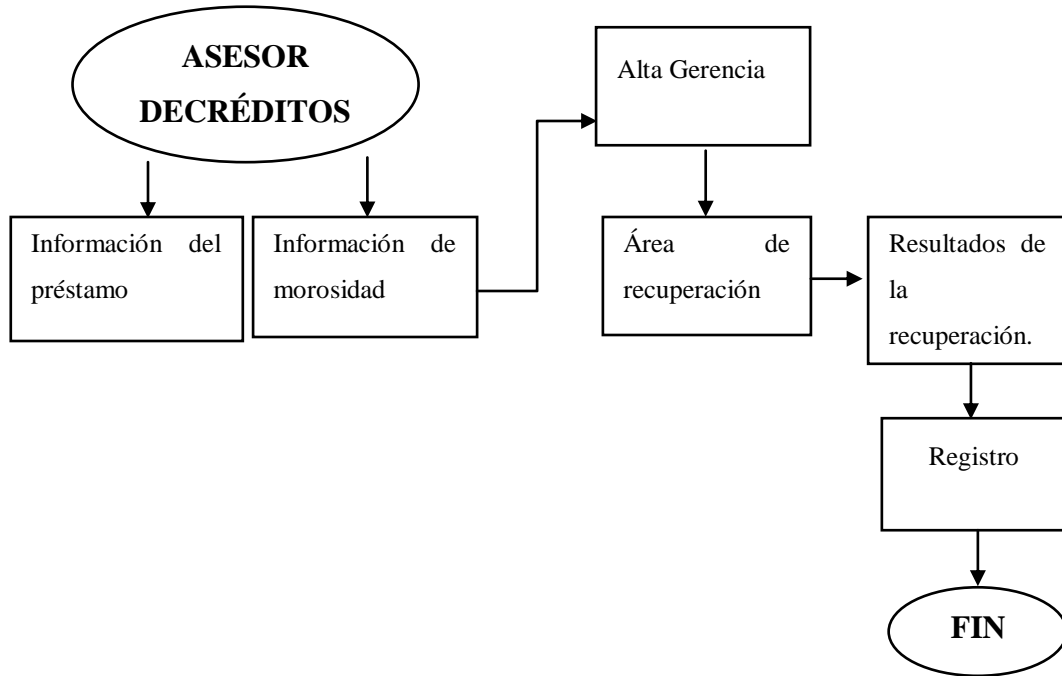 ASESOR
DECRÉDITOS
Alta Gerencia
Información del
préstamo
Información de
morosidad
Área de
recuperación
Resultados de
la
recuperación.
Registro
FIN